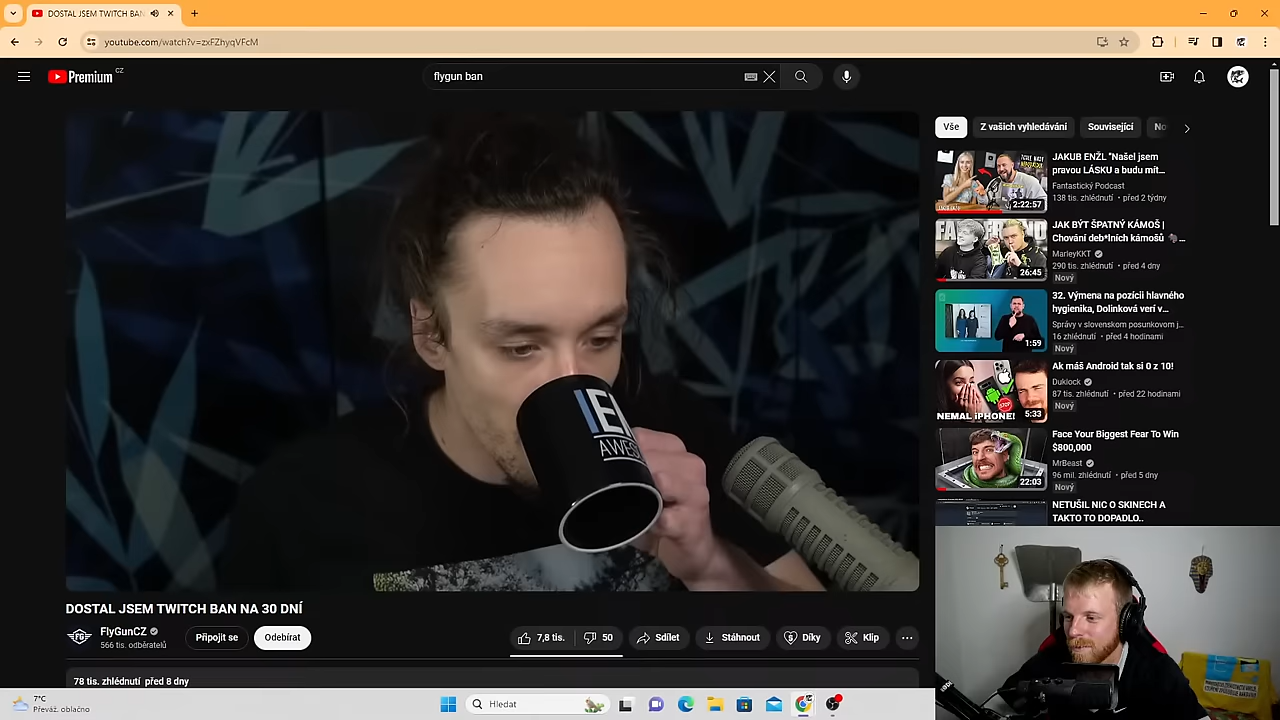 DOSTAL JSEM TWITCH BAN
youtube.com/watch?v=zxFZhyqVFcM
Premium CZ
flygun ban
Vše
Z vašich vyhledávání
Související
No
JAKUB ENŽL "Našel jsem
pravou LÁSKU a budu mít...
Fantastický Podcast
138 tis. zhlédnutí • před 2 týdny
2:22:57
JAK BÝT ŠPATNÝ KÁMOŠ |
Chování deb*lních kámošů
MarleyKKT
290 tis. zhlédnutí • před 4 dny
Nový
26:45
32. Výmena na pozícii hlavného
hygienika, Dolinková verí v...
Správy v slovenskom posunkovom j...
16 zhlédnutí • před 4 hodinami
Nový
1:59
Ak máš Android tak si 0 z 10!
Duklock
87 tis. zhlédnutí • před 22 hodinami
Nový
NEMAL iPHONE!
5:33
Face Your Biggest Fear To Win
$800,000
MrBeast
96 mil. zhlédnutí • před 5 dny
Nový
22:03
NETUŠIL NIC O SKINECH A
TAKTO TO DOPADLO..
AWES
DOSTAL JSEM TWITCH BAN NA 30 DNÍ
FlyGunCZ
566 tis. odběratelů
Připojit se
Odebírat
7,8 tis.
50
Sdílet
Stáhnout
Díky
Klip
78 tis. zhlédnutí před 8 dny
7°C
Převáž. oblačno
Hledat